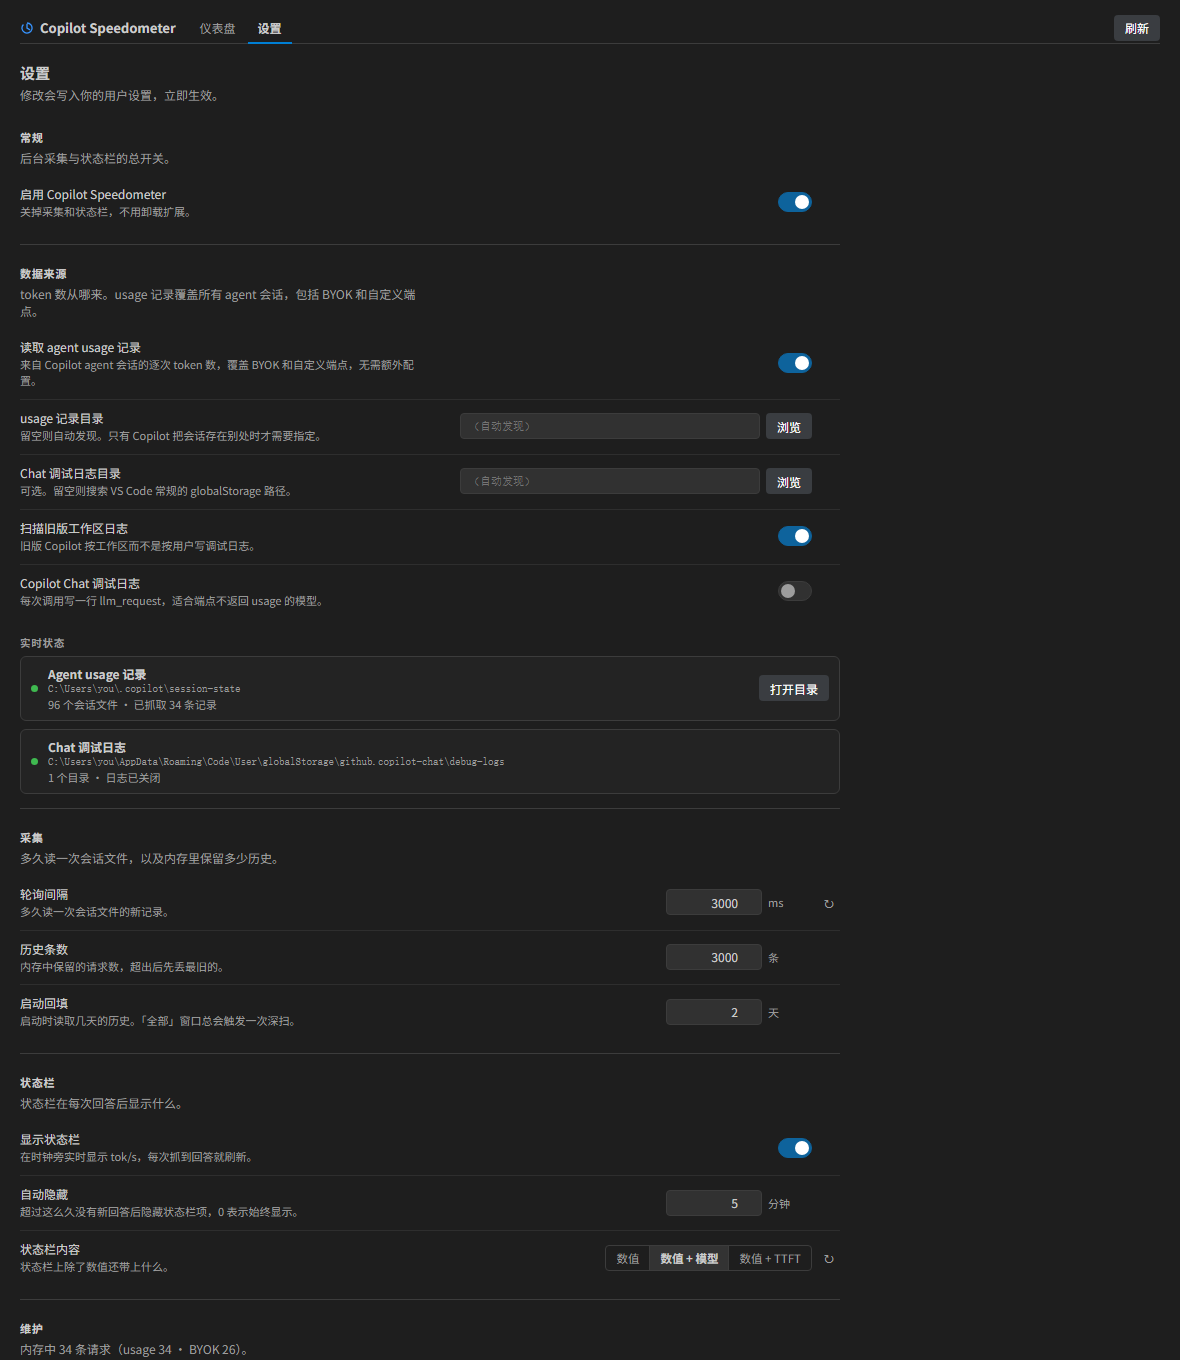 Copilot Speedometer 仪表盘 设置 刷新
设置
修改会写入你的用户设置，立即生效。
常规
后台采集与状态栏的总开关。
启用 Copilot Speedometer
关掉采集和状态栏，不用卸载扩展。
数据来源
token 数从哪来。usage 记录覆盖所有 agent 会话，包括 BYOK 和自定义端
点。
读取 agent usage 记录
来自 Copilot agent 会话的逐次 token 数，覆盖 BYOK 和自定义端点，无需额外配
置。
usage 记录目录
留空则自动发现。只有 Copilot 把会话存在别处时才需要指定。
（自动发现） 浏览
Chat 调试日志目录
可选。留空则搜索 VS Code 常规的 globalStorage 路径。
（自动发现） 浏览
扫描旧版工作区日志
旧版 Copilot 按工作区而不是按用户写调试日志。
Copilot Chat 调试日志
每次调用写一行 llm_request，适合端点不返回 usage 的模型。
实时状态
Agent usage 记录
C:\Users\you\.copilot\session-state
96 个会话文件 · 已抓取 34 条记录
打开目录
Chat 调试日志
C:\Users\you\AppData\Roaming\Code\User\globalStorage\github.copilot-chat\debug-logs
1 个目录 · 日志已关闭
采集
多久读一次会话文件，以及内存里保留多少历史。
轮询间隔
多久读一次会话文件的新记录。
3000 ms ↻
历史条数
内存中保留的请求数，超出后先丢最旧的。
3000 条
启动回填
启动时读取几天的历史。「全部」窗口总会触发一次深扫。
2 天
状态栏
状态栏在每次回答后显示什么。
显示状态栏
在时钟旁实时显示 tok/s，每次抓到回答就刷新。
自动隐藏
超过这么久没有新回答后隐藏状态栏项，0 表示始终显示。
5 分钟
状态栏内容
状态栏上除了数值还带上什么。
数值 数值 + 模型 数值 + TTFT ↻
维护
内存中 34 条请求（usage 34 · BYOK 26）。